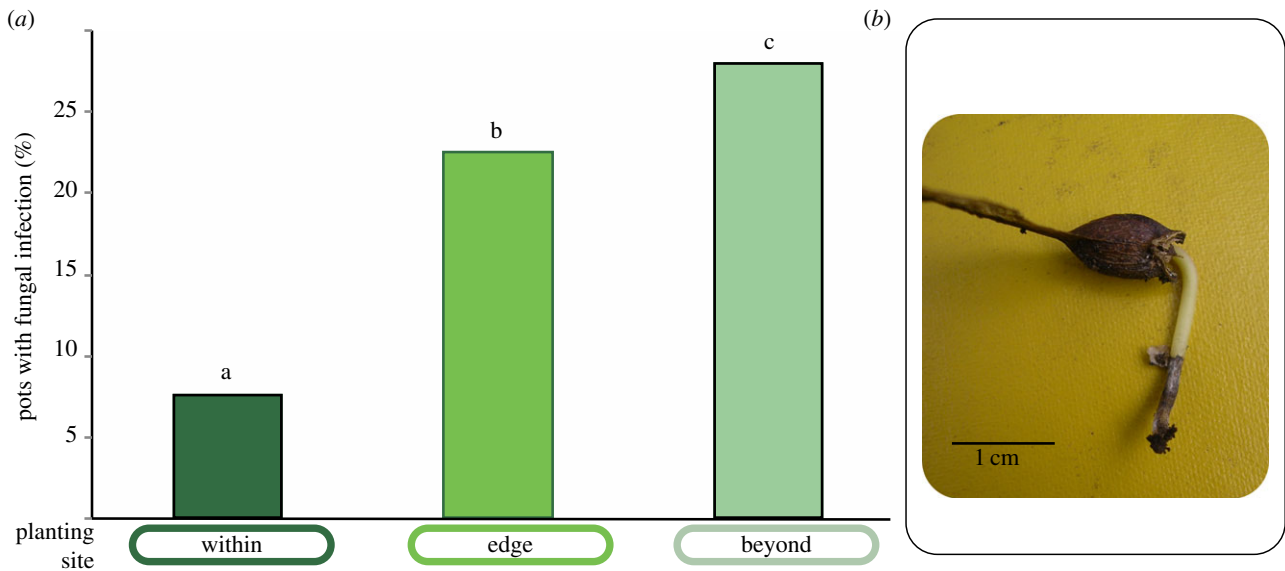 (a)
pots with fungal infection (%)
25
20
15
10
5
a
b
c
planting
site
within
edge
beyond
(b)
1 cm